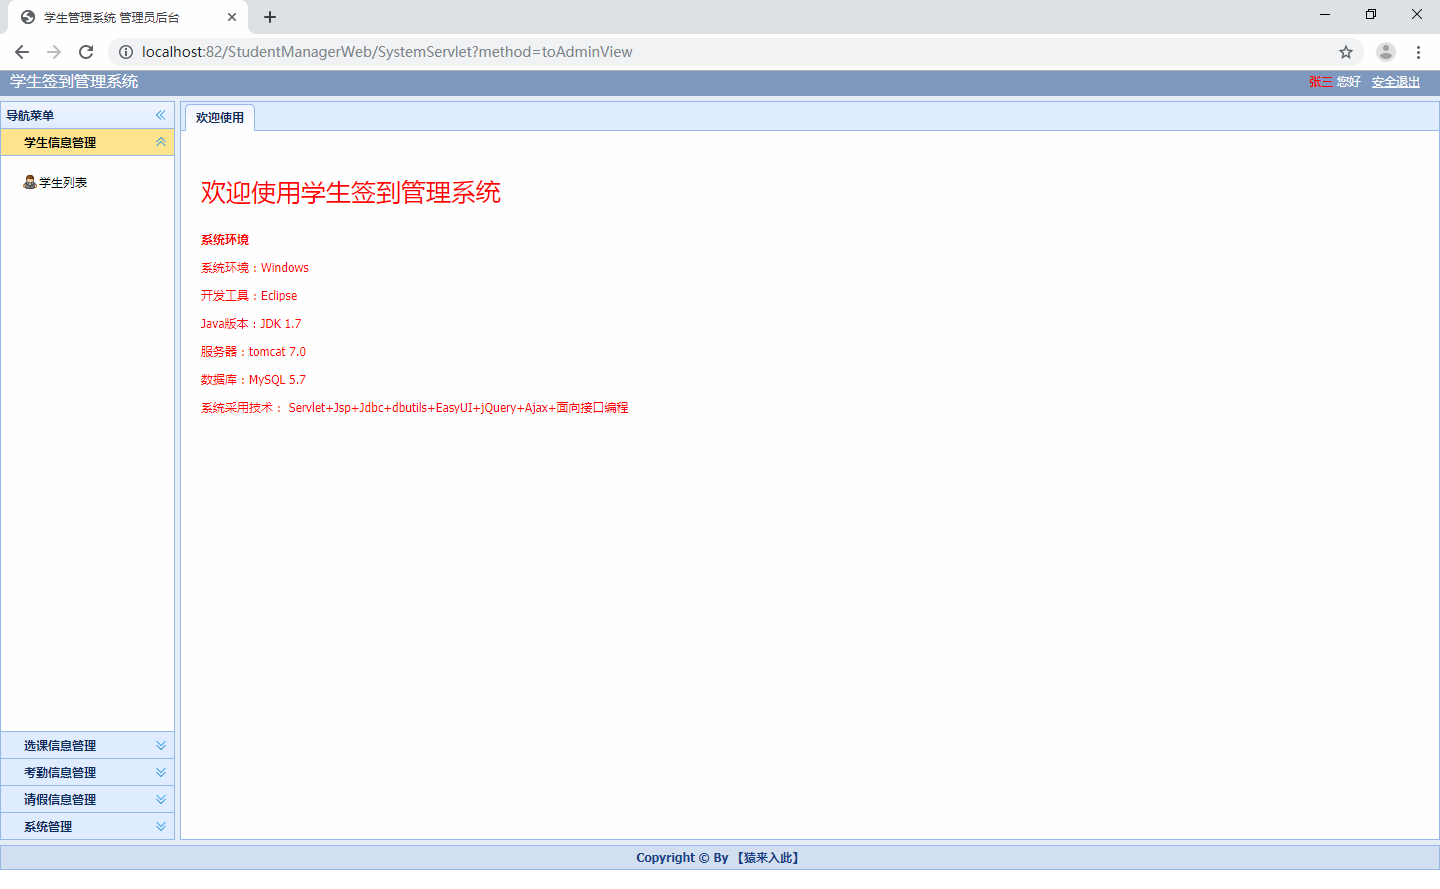 学生管理系统 管理员后台
localhost:82/StudentManagerWeb/SystemServlet?method=toAdminView
学生签到管理系统
张三 您好 安全退出
导航菜单
学生信息管理
学生列表
选课信息管理
考勤信息管理
请假信息管理
系统管理
欢迎使用
欢迎使用学生签到管理系统
系统环境
系统环境：Windows
开发工具：Eclipse
Java版本：JDK 1.7
服务器：tomcat 7.0
数据库：MySQL 5.7
系统采用技术： Servlet+Jsp+Jdbc+dbutils+EasyUI+jQuery+Ajax+面向接口编程
Copyright © By 【猿来入此】